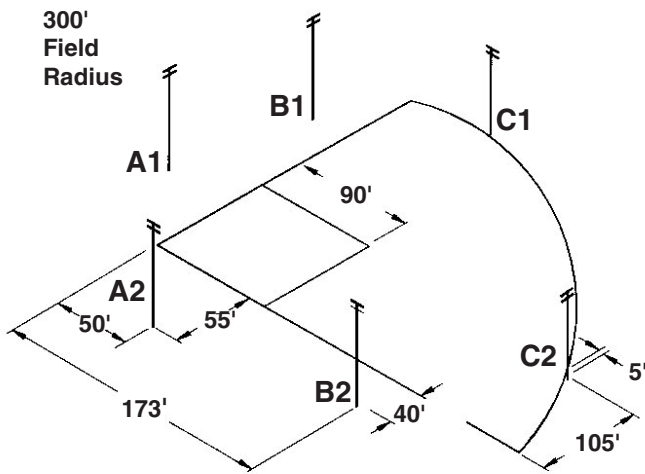 300'
Field
Radius
B1
C1
A1
90'
A2
50'
55'
C2
5'
B2
40'
173'
105'